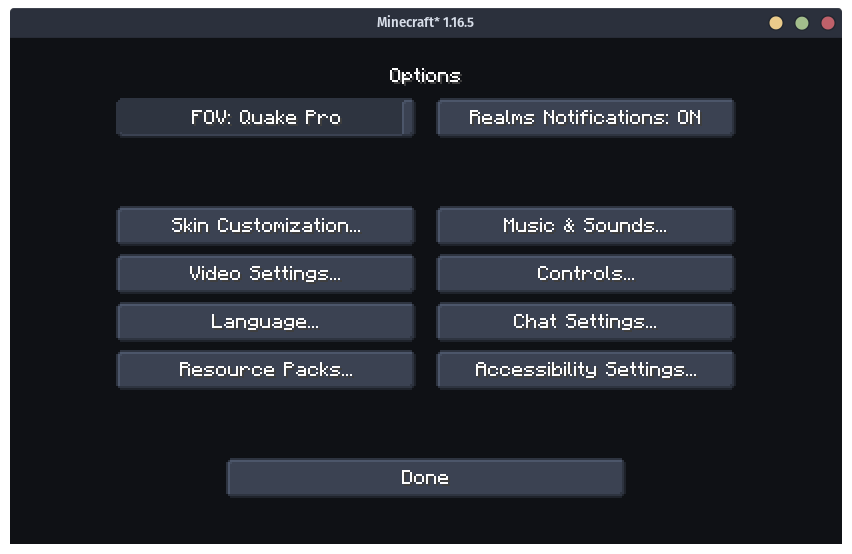 Minecraft* 1.16.5
Options
FOV: Quake Pro
Realms Notifications: ON
Skin Customization...
Music & Sounds...
Video Settings...
Controls...
Language...
Chat Settings...
Resource Packs...
Accessibility Settings...
Done